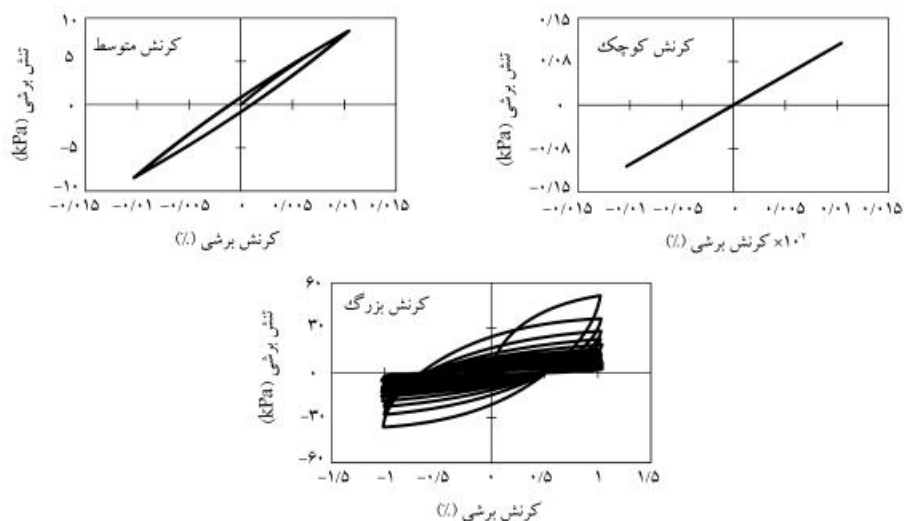 کرنش متوسط
تنش برشی (kPa)
۱۰
۵
۰
-۵
-۱۰
-۰/۰۱۵ -۰/۰۱ -۰/۰۰۵ ۰ ۰/۰۰۵ ۰/۰۱ ۰/۰۱۵
کرنش برشی (٪)
کرنش کوچک
تنش برشی (kPa)
۰/۱۵
۰/۰۸
۰
-۰/۰۸
-۰/۱۵
-۰/۰۱۵ -۰/۰۱ -۰/۰۰۵ ۰ ۰/۰۰۵ ۰/۰۱ ۰/۰۱۵
کرنش برشی (٪) ×۱۰⁻۲
کرنش بزرگ
تنش برشی (kPa)
۶۰
۳۰
۰
-۳۰
-۶۰
-۱/۵ -۱ -۰/۵ ۰ ۰/۵ ۱ ۱/۵
کرنش برشی (٪)